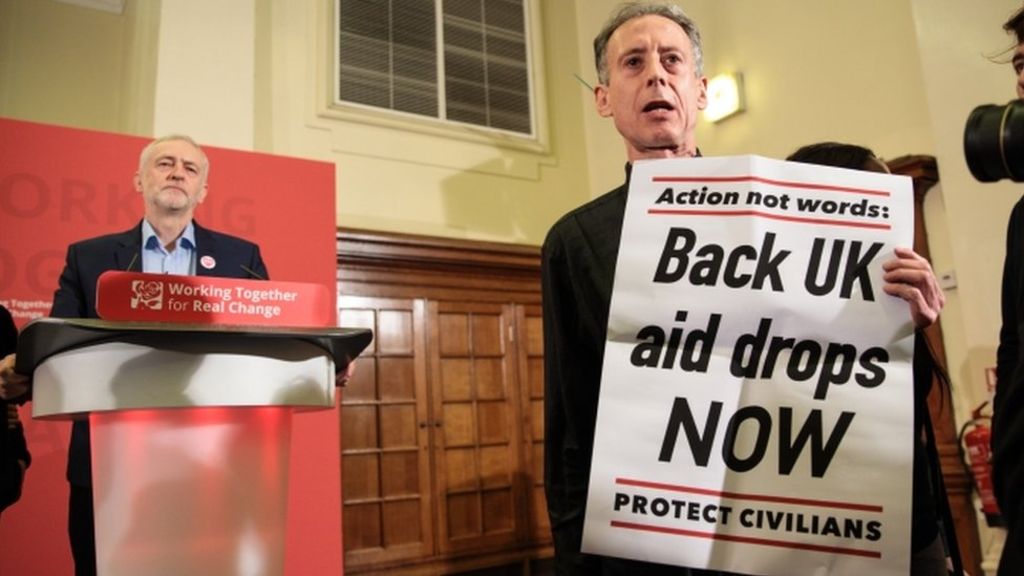 Working Together
for Real Change
Action not words:
Back UK
aid drops
NOW
PROTECT CIVILIANS